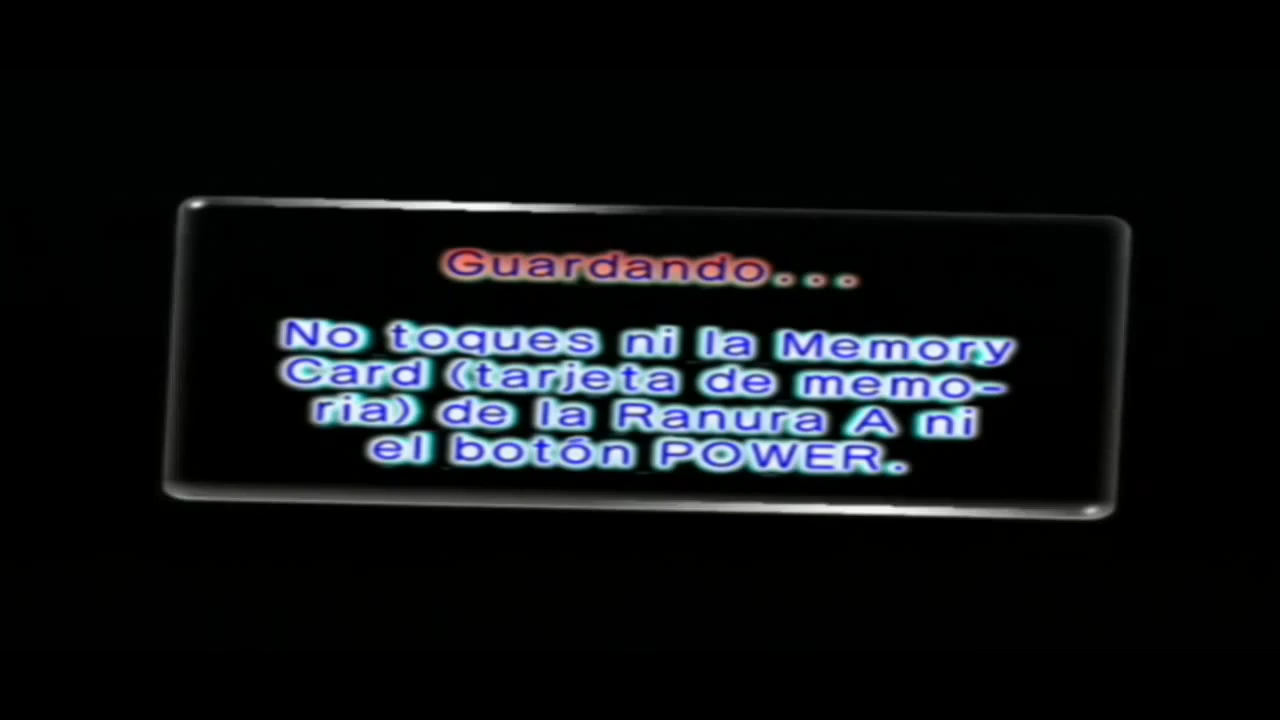 Guardando...
No toques ni la Memory
Card (tarjeta de memo-
ria) de la Ranura A ni
el botón POWER.